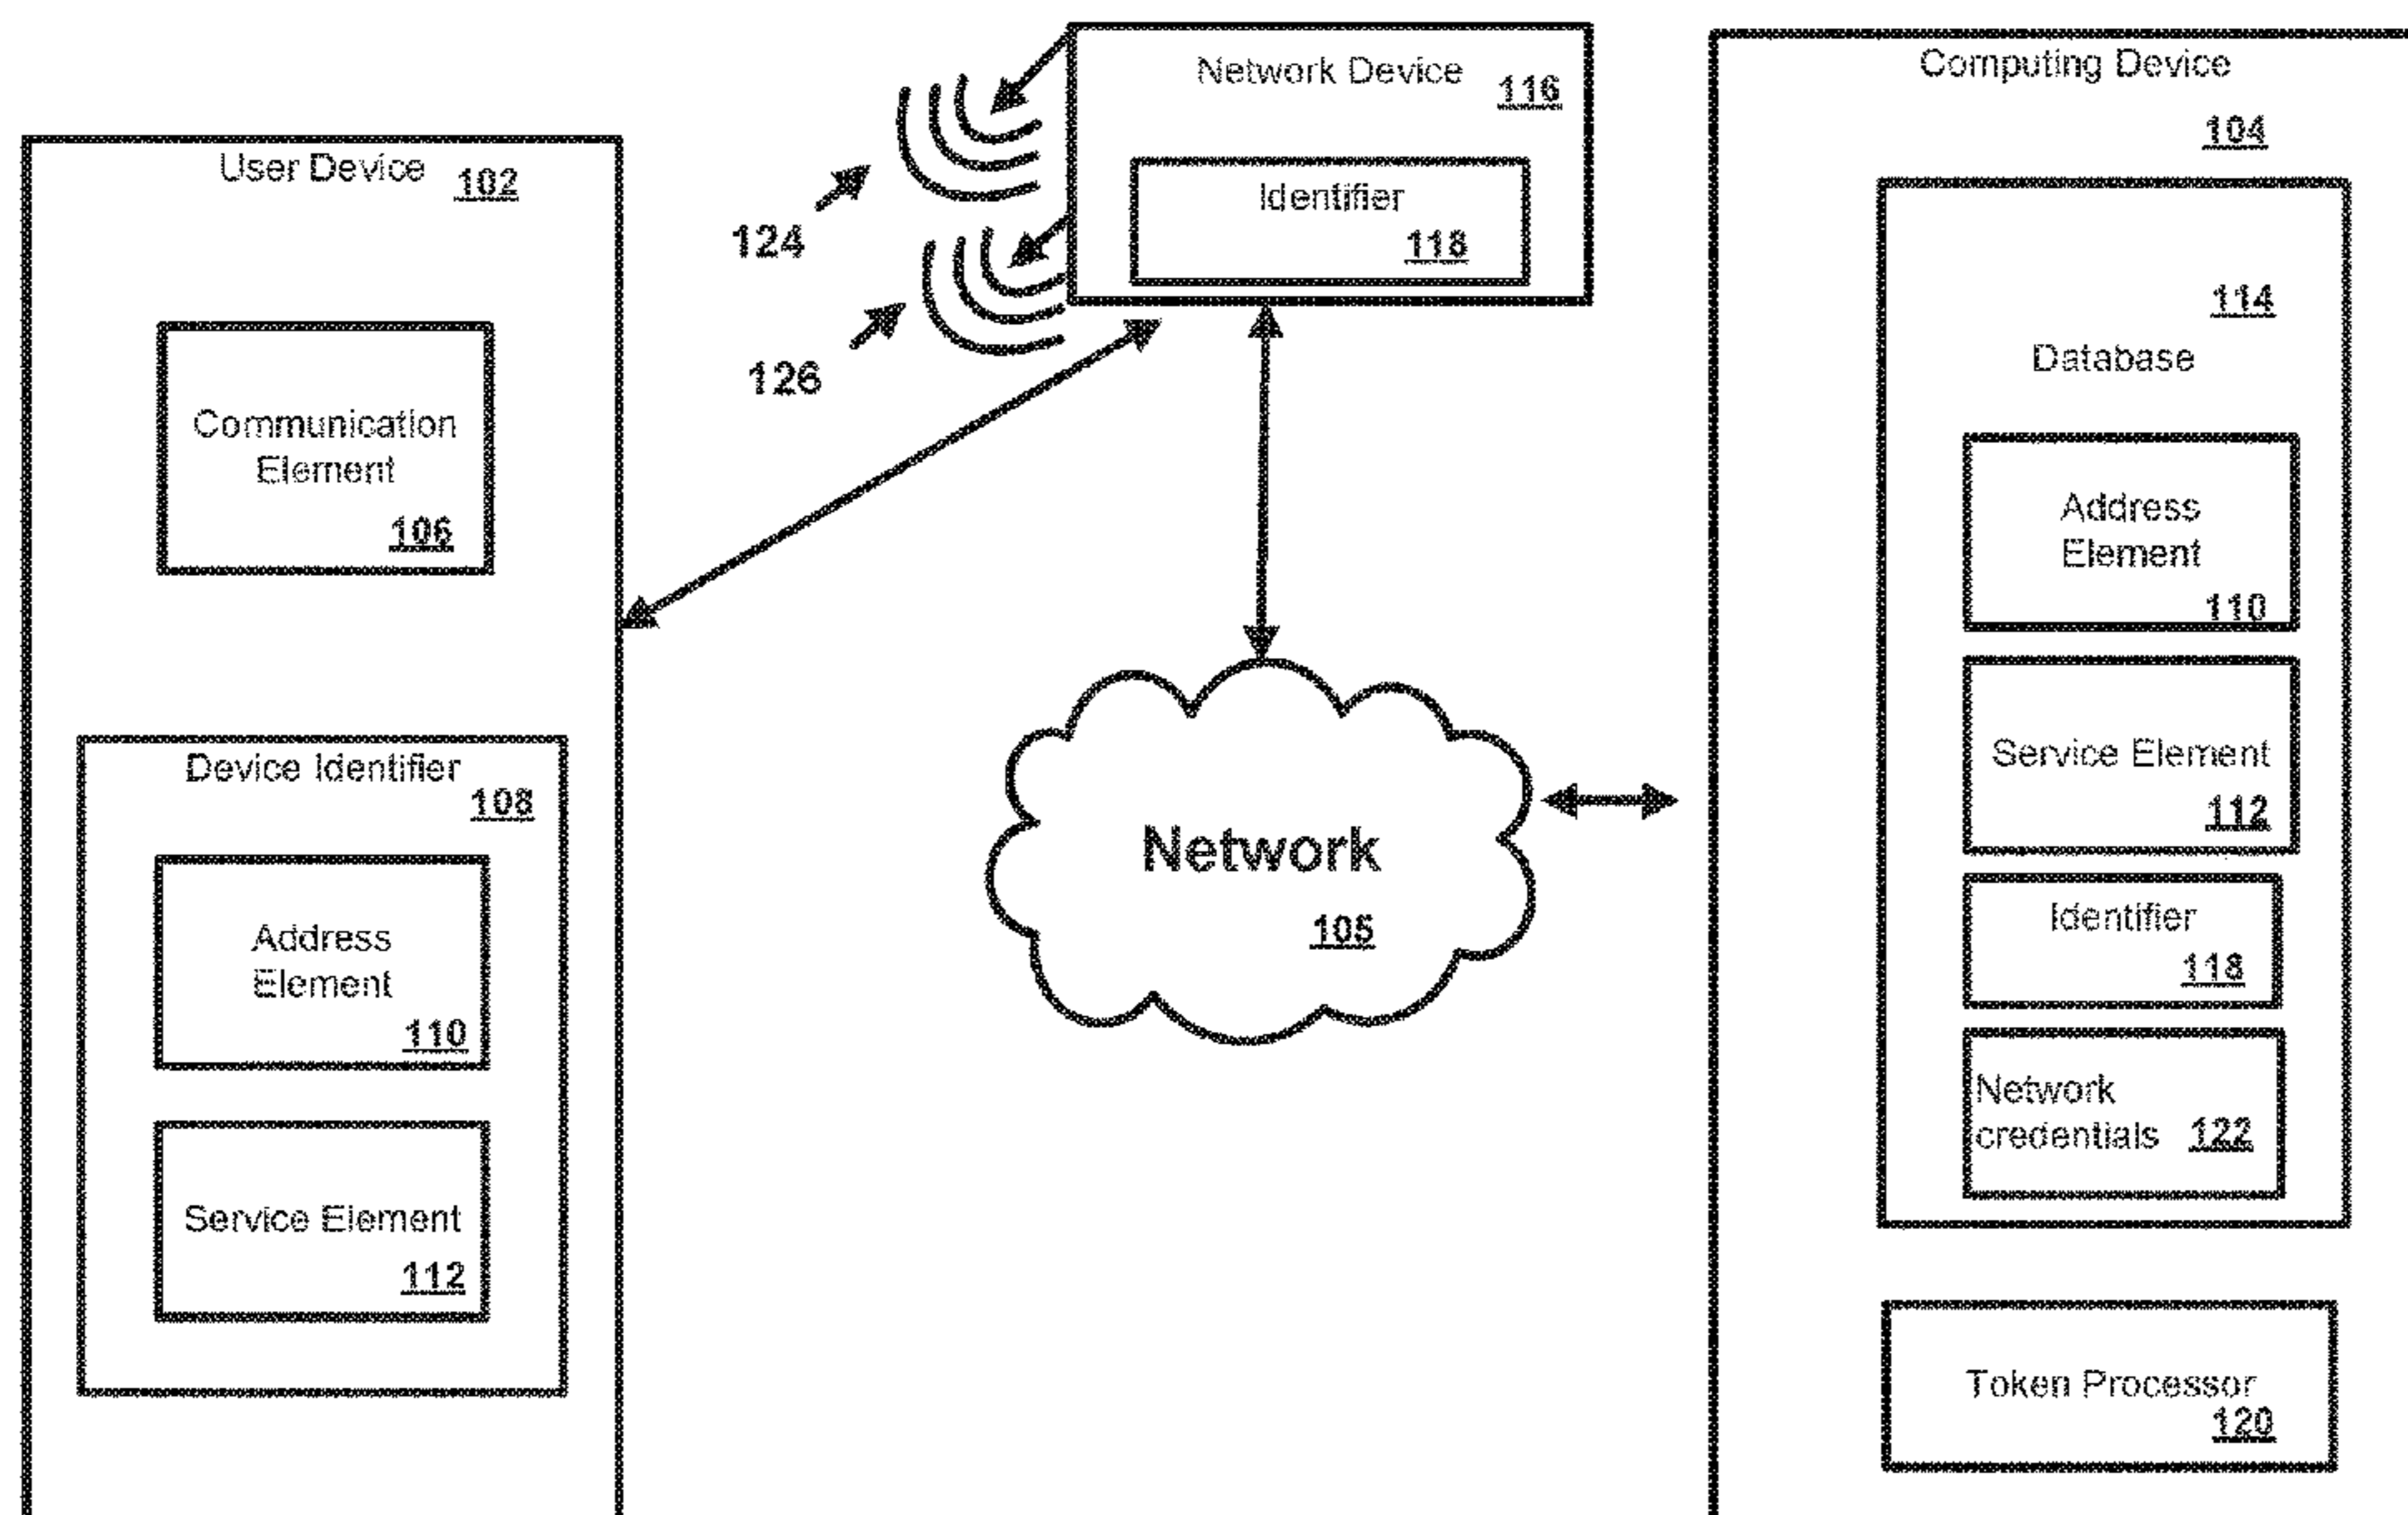 User Device 102
Communication
Element
106
Device Identifier
108
Address
Element
110
Service Element
112
124
126
Network Device
116
Identifier
118
Network
105
Computing Device
104
114
Database
Address
Element
110
Service Element
112
Identifier
118
Network
credentials 122
Token Processor
120